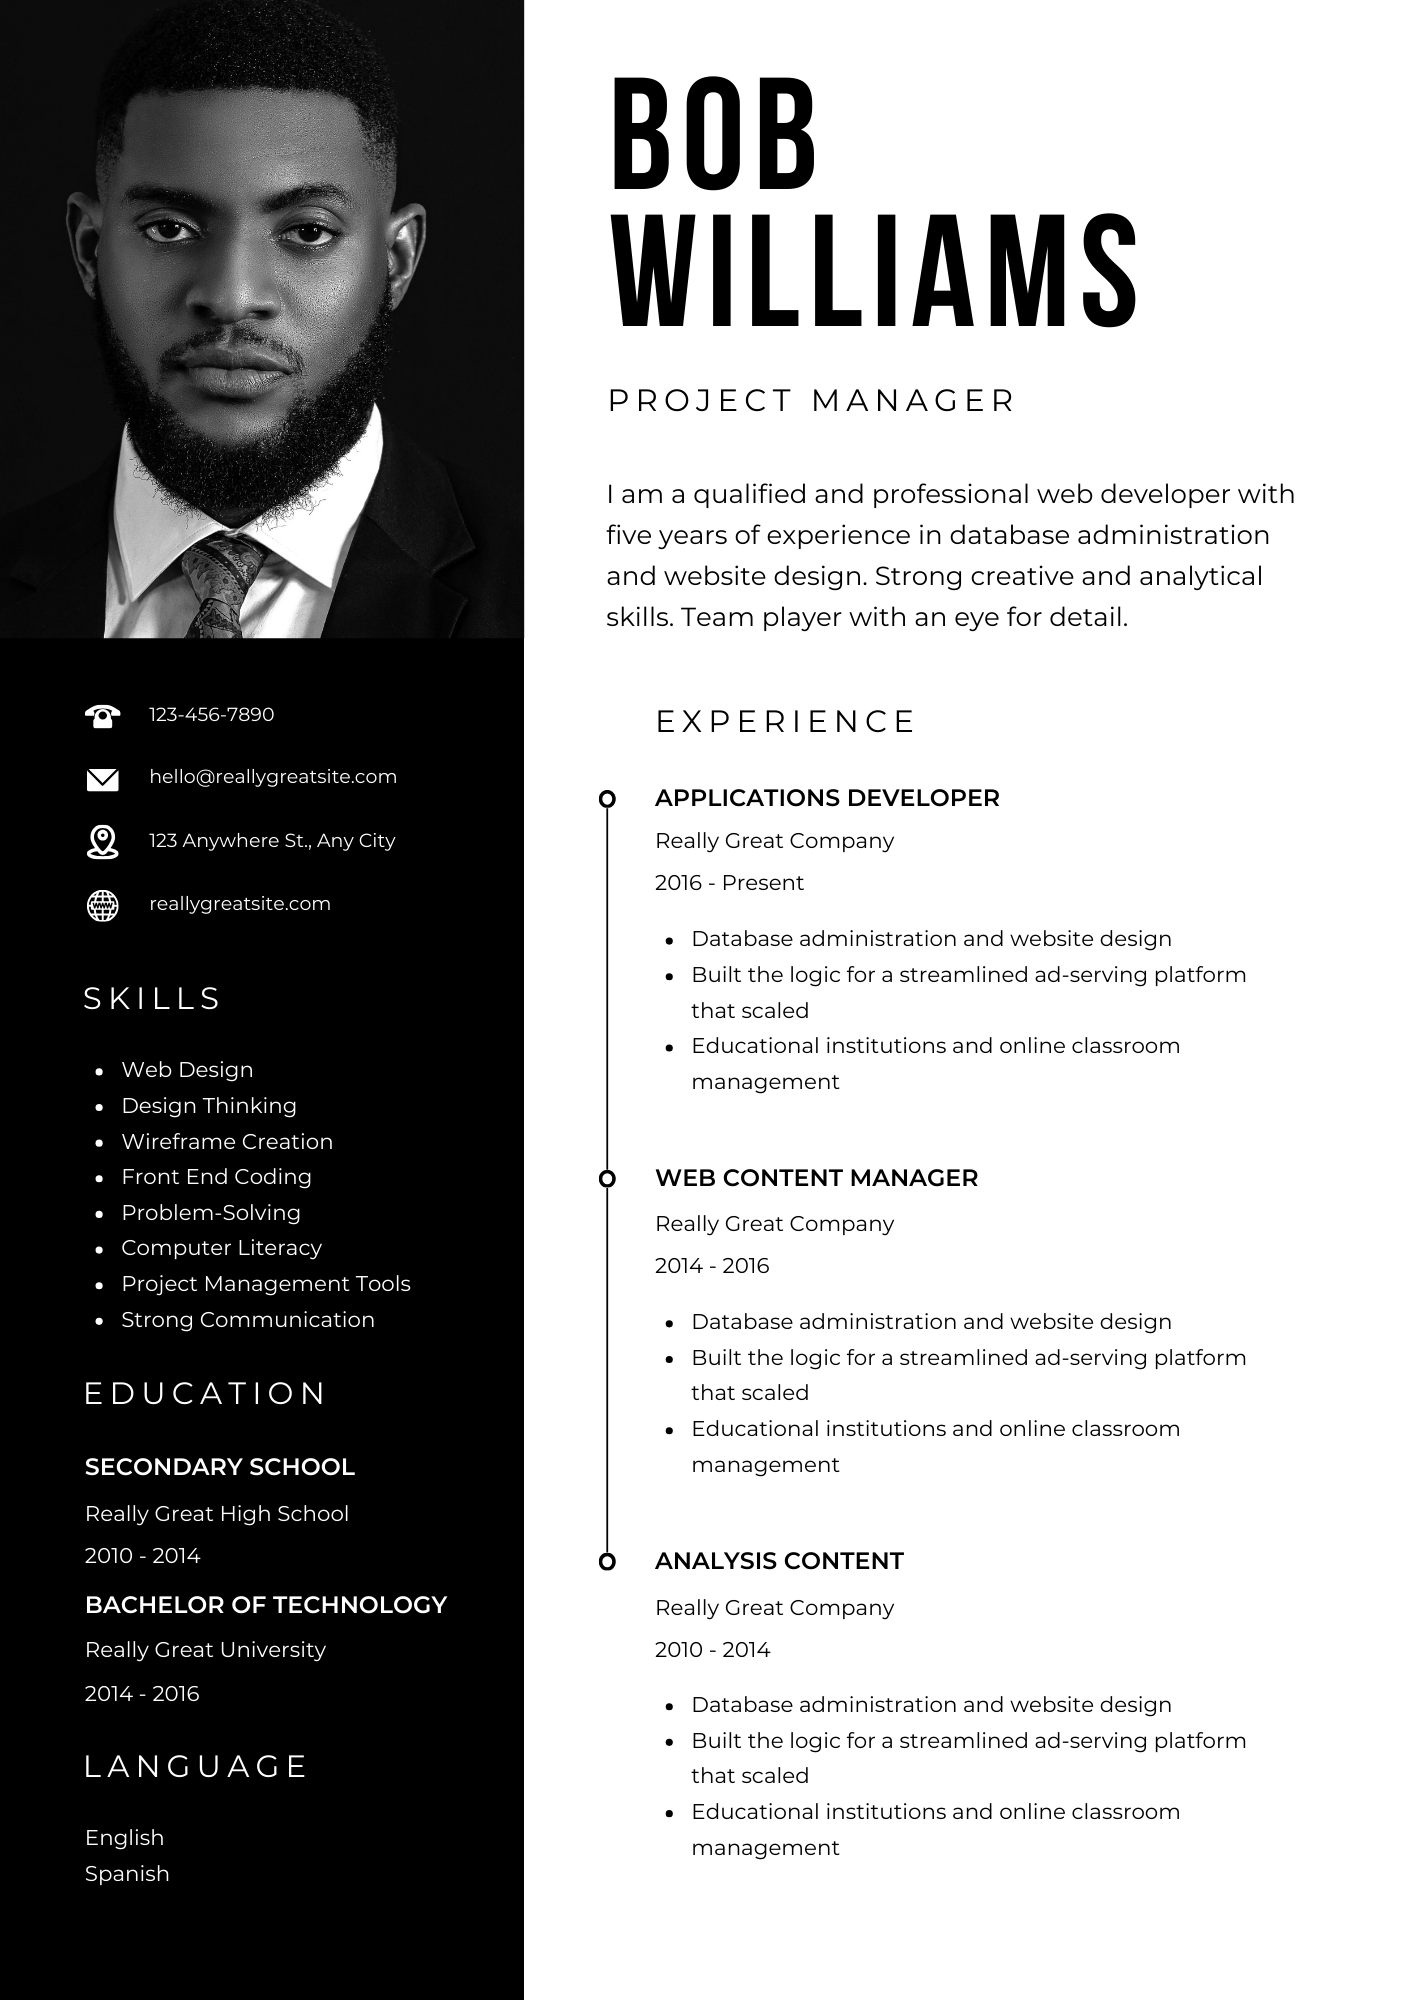 BOB
WILLIAMS
PROJECT MANAGER
I am a qualified and professional web developer with
five years of experience in database administration
and website design. Strong creative and analytical
skills. Team player with an eye for detail.
123-456-7890
hello@reallygreatsite.com
123 Anywhere St., Any City
WWW
reallygreatsite.com
SKILLS
• Web Design
• Design Thinking
• Wireframe Creation
• Front End Coding
• Problem-Solving
• Computer Literacy
• Project Management Tools
• Strong Communication
EDUCATION
SECONDARY SCHOOL
Really Great High School
2010 - 2014
BACHELOR OF TECHNOLOGY
Really Great University
2014 - 2016
LANGUAGE
English
Spanish
EXPERIENCE
APPLICATIONS DEVELOPER
Really Great Company
2016 - Present
• Database administration and website design
• Built the logic for a streamlined ad-serving platform
that scaled
• Educational institutions and online classroom
management
WEB CONTENT MANAGER
Really Great Company
2014 - 2016
• Database administration and website design
• Built the logic for a streamlined ad-serving platform
that scaled
• Educational institutions and online classroom
management
ANALYSIS CONTENT
Really Great Company
2010 - 2014
• Database administration and website design
• Built the logic for a streamlined ad-serving platform
that scaled
• Educational institutions and online classroom
management